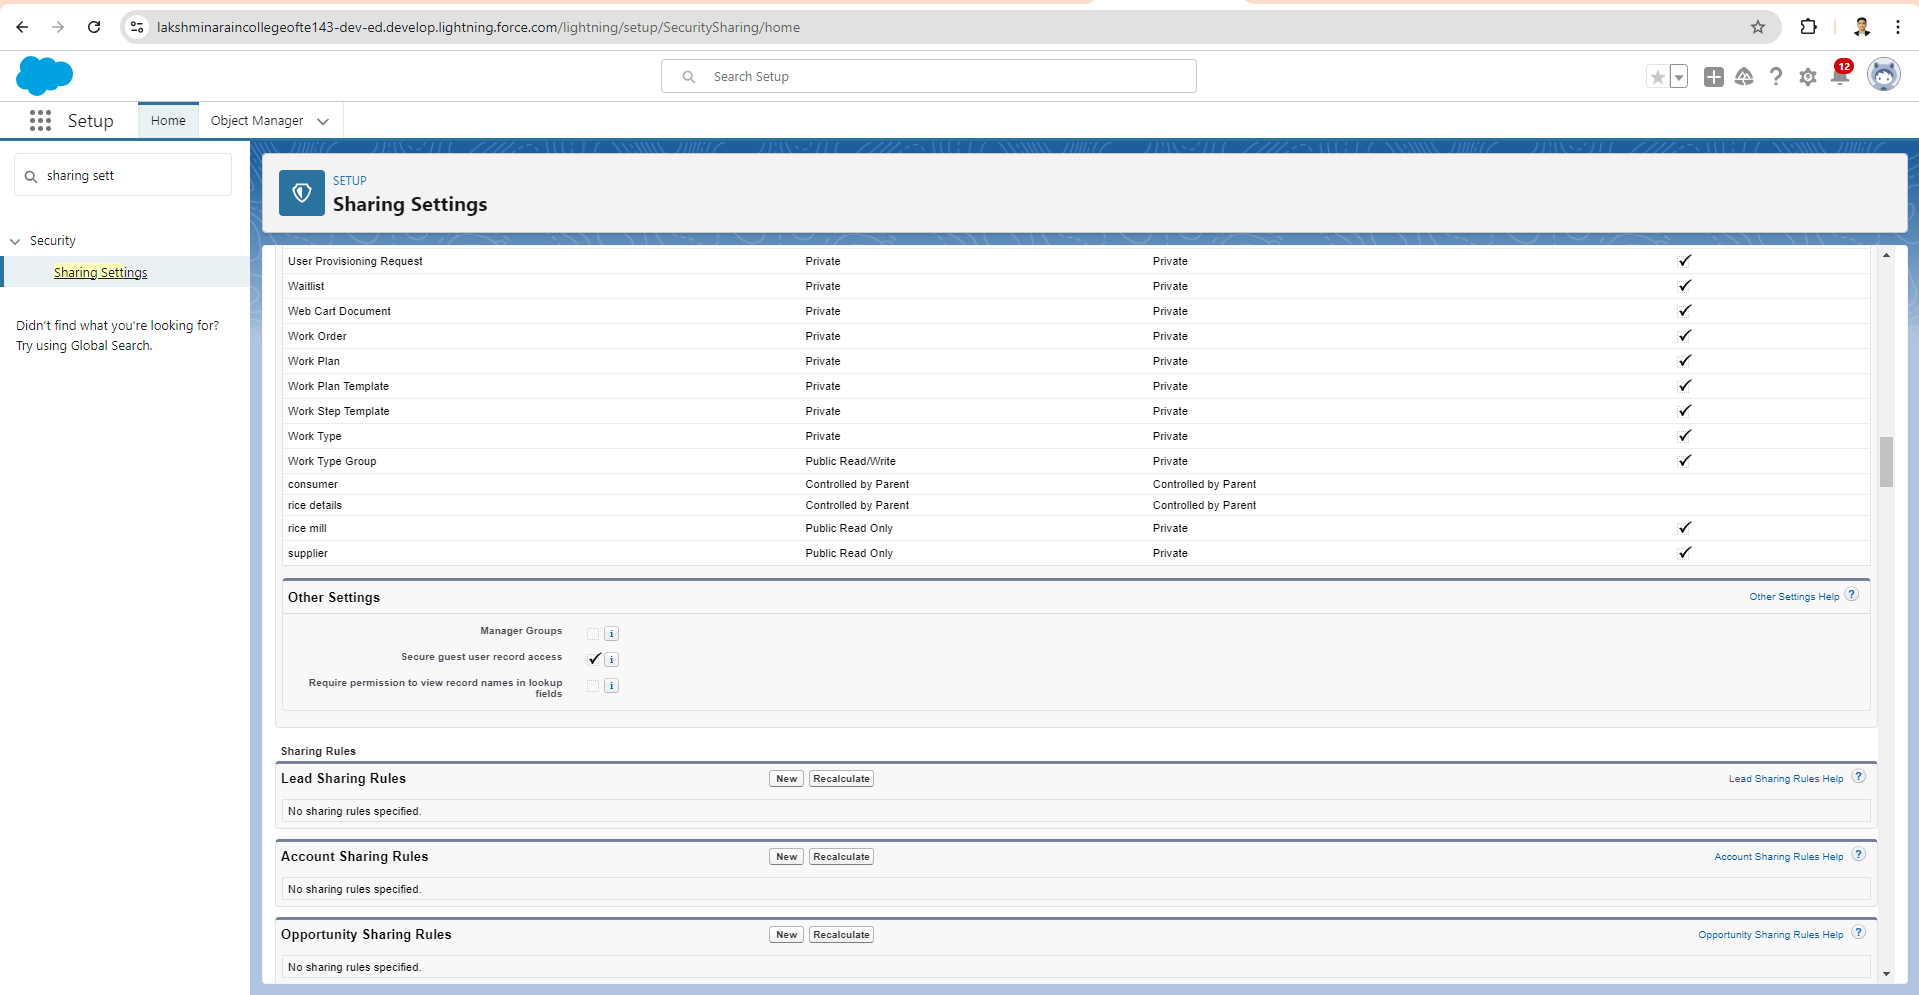 lakshminaraincollegeofte143-dev-ed.develop.lightning.force.com/lightning/setup/SecuritySharing/home
Search Setup
12
Setup
Home
Object Manager
sharing sett
Security
Sharing Settings
Didn't find what you're looking for?
Try using Global Search.
SETUP
Sharing Settings
User Provisioning Request Private Private
Waitlist Private Private
Web Cart Document Private Private
Work Order Private Private
Work Plan Private Private
Work Plan Template Private Private
Work Step Template Private Private
Work Type Private Private
Work Type Group Public Read/Write Private
consumer Controlled by Parent Controlled by Parent
rice details Controlled by Parent Controlled by Parent
rice mill Public Read Only Private
supplier Public Read Only Private
Other Settings Other Settings Help ?
Manager Groups i
Secure guest user record access i
Require permission to view record names in lookup
fields i
Sharing Rules
Lead Sharing Rules New Recalculate Lead Sharing Rules Help ?
No sharing rules specified.
Account Sharing Rules New Recalculate Account Sharing Rules Help ?
No sharing rules specified.
Opportunity Sharing Rules New Recalculate Opportunity Sharing Rules Help ?
No sharing rules specified.